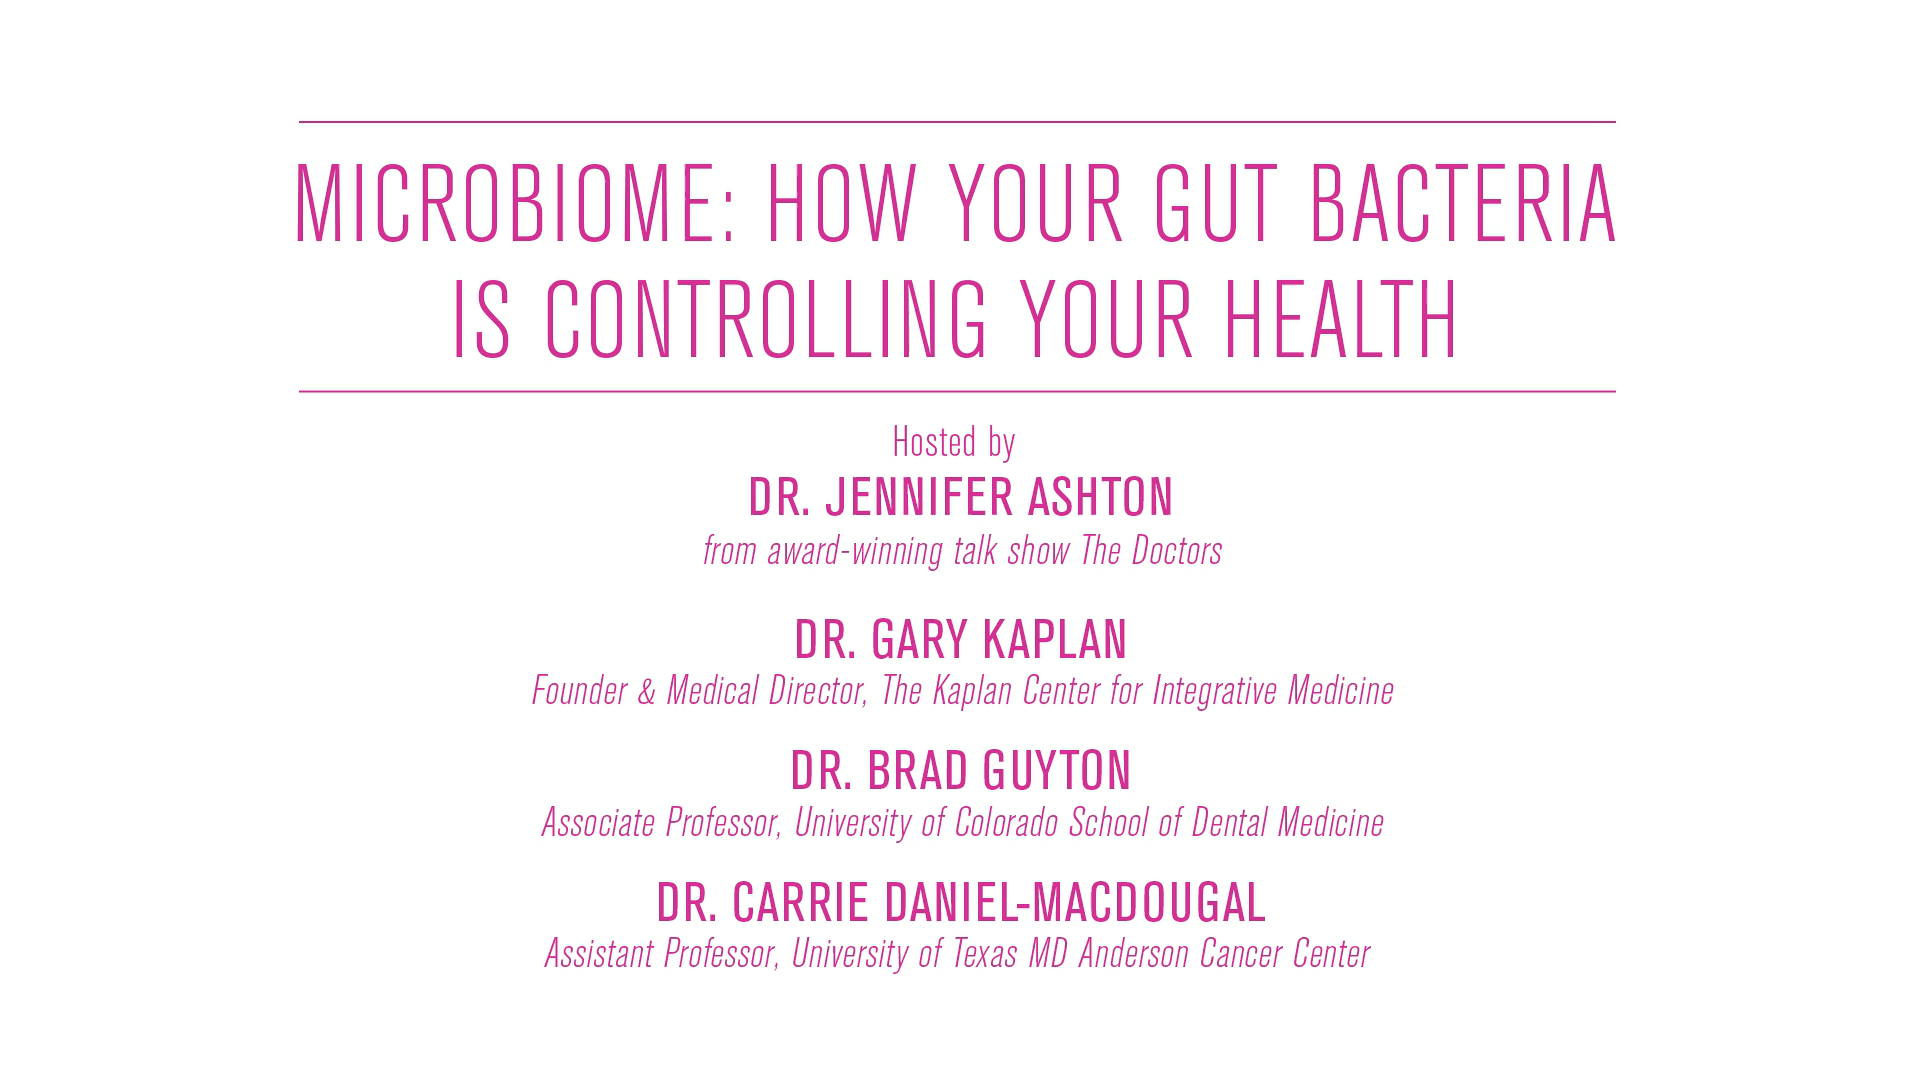 MICROBIOME: HOW YOUR GUT BACTERIA
IS CONTROLLING YOUR HEALTH
Hosted by
DR. JENNIFER ASHTON
from award-winning talk show The Doctors
DR. GARY KAPLAN
Founder & Medical Director, The Kaplan Center for Integrative Medicine
DR. BRAD GUYTON
Associate Professor, University of Colorado School of Dental Medicine
DR. CARRIE DANIEL-MACDOUGAL
Assistant Professor, University of Texas MD Anderson Cancer Center